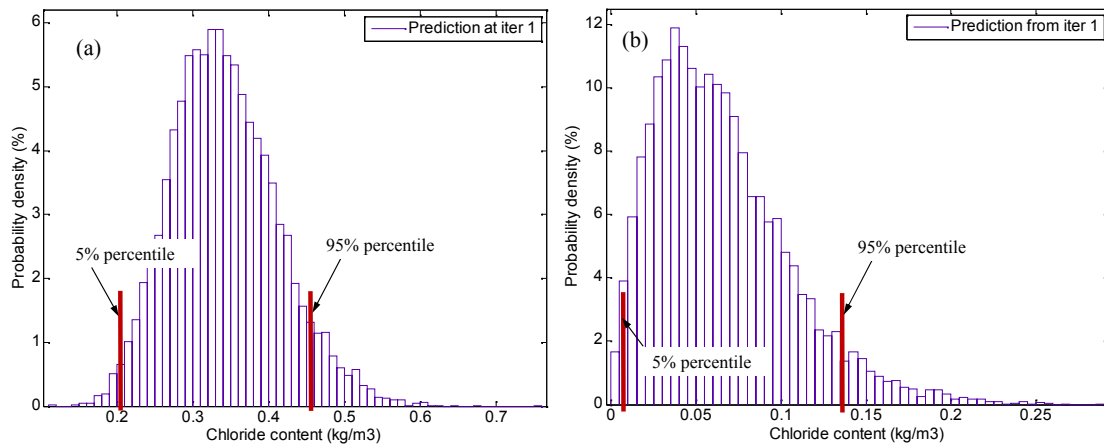 (a)
Prediction at iter 1
Probability density (%)
6
5
4
3
2
1
0
5% percentile
95% percentile
0.2
0.3
0.4
0.5
0.6
0.7
Chloride content (kg/m3)
(b)
Prediction from iter 1
Probability density (%)
12
10
8
6
4
2
0
95% percentile
5% percentile
0
0.05
0.1
0.15
0.2
0.25
Chloride content (kg/m3)